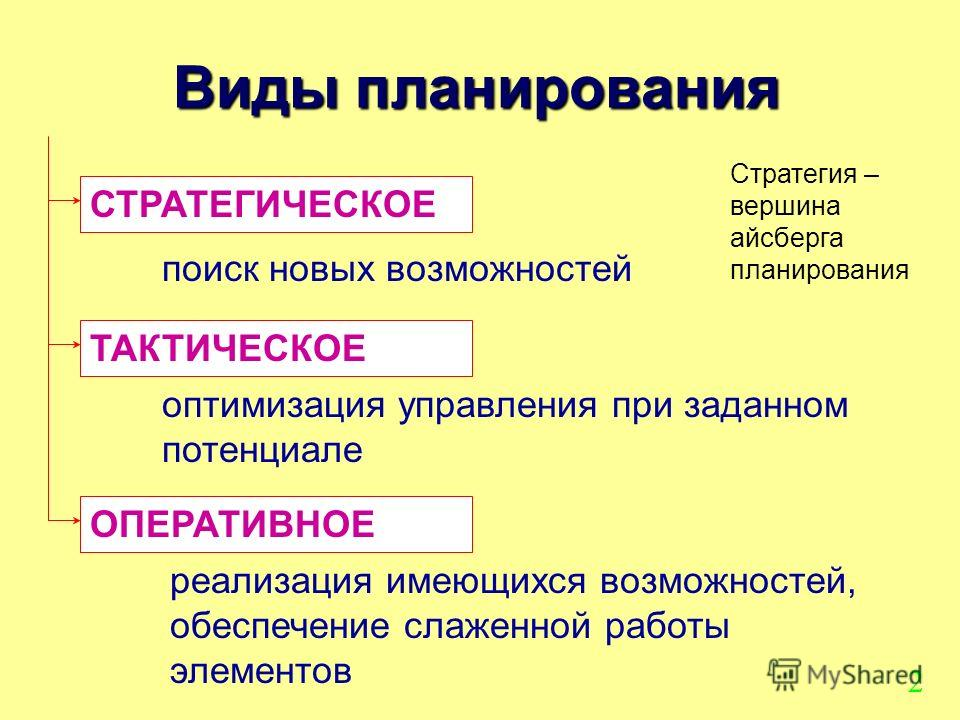 Виды планирования
Стратегия –
вершина
айсберга
планирования
СТРАТЕГИЧЕСКОЕ
поиск новых возможностей
ТАКТИЧЕСКОЕ
оптимизация управления при заданном
потенциале
ОПЕРАТИВНОЕ
реализация имеющихся возможностей,
обеспечение слаженной работы
элементов
MyShared
2